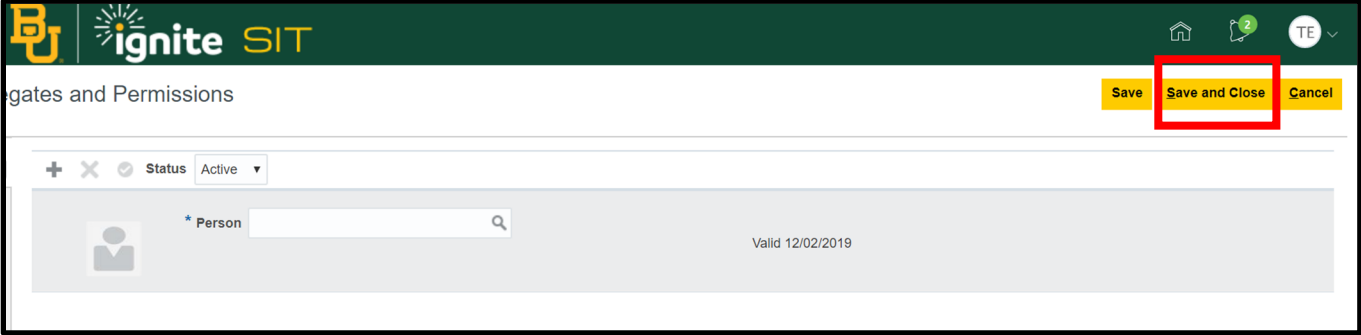 BU ignite SIT 2 TE
egates and Permissions Save Save and Close Cancel
Status Active
* Person
Valid 12/02/2019